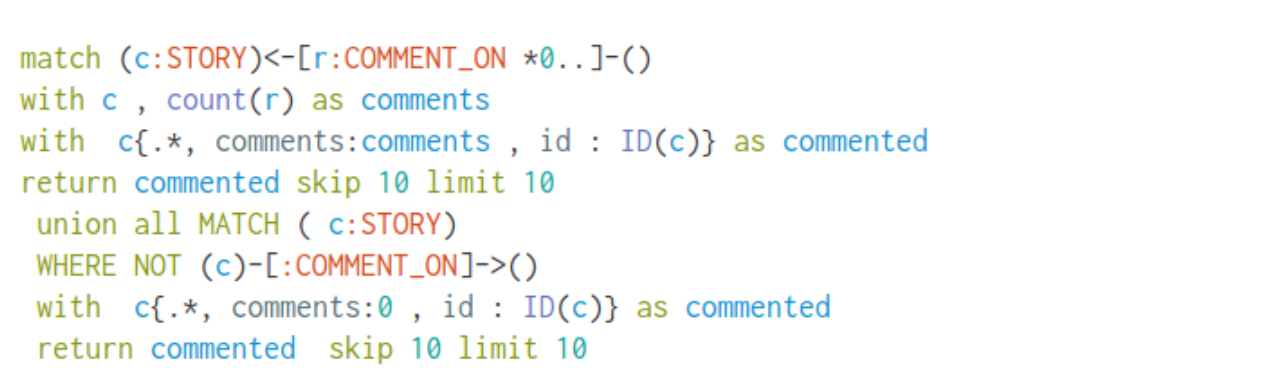 match (c:STORY)<-[r:COMMENT_ON *0..]-()
with c , count(r) as comments
with  c{.*, comments:comments , id : ID(c)} as commented
return commented skip 10 limit 10
union all MATCH ( c:STORY)
WHERE NOT (c)-[:COMMENT_ON]->()
with  c{.*, comments:0 , id : ID(c)} as commented
return commented  skip 10 limit 10